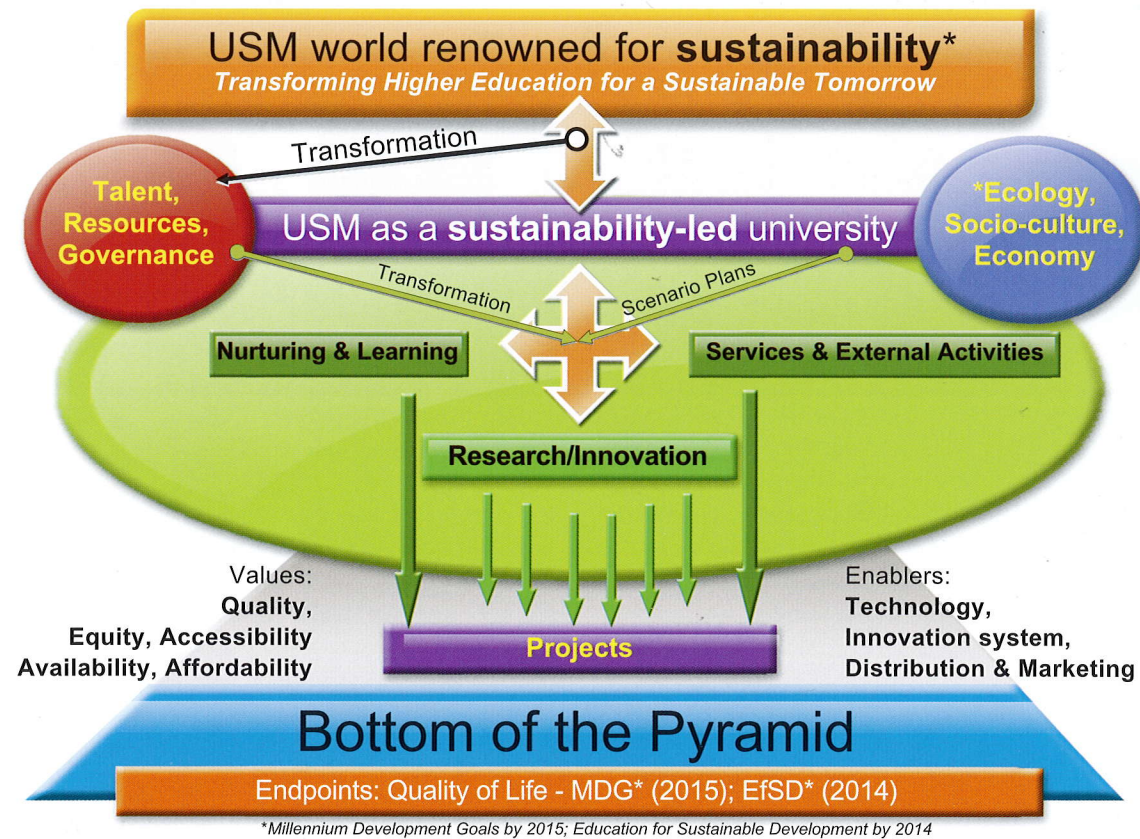 USM world renowned for sustainability*
Transforming Higher Education for a Sustainable Tomorrow
Transformation
Talent,
Resources,
Governance
USM as a sustainability-led university
*Ecology,
Socio-culture,
Economy
Transformation
Scenario Plans
Nurturing & Learning
Services & External Activities
Research/Innovation
Values:
Quality,
Equity, Accessibility
Availability, Affordability
Enablers:
Technology,
Innovation system,
Distribution & Marketing
Projects
Bottom of the Pyramid
Endpoints: Quality of Life - MDG* (2015); EfSD* (2014)
*Millennium Development Goals by 2015; Education for Sustainable Development by 2014